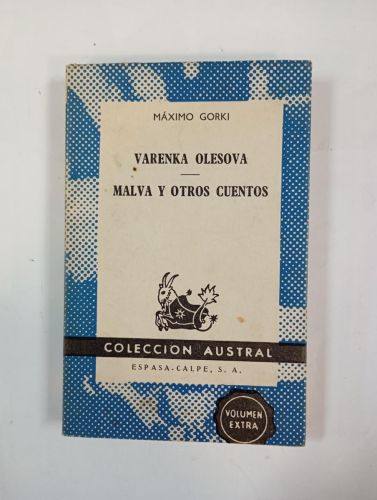 MÁXIMO GORKI
VARENKA OLESOVA
MALVA Y OTROS CUENTOS
COLECCION AUSTRAL
ESPASA-CALPE, S. A.
VOLUMEN
EXTRA